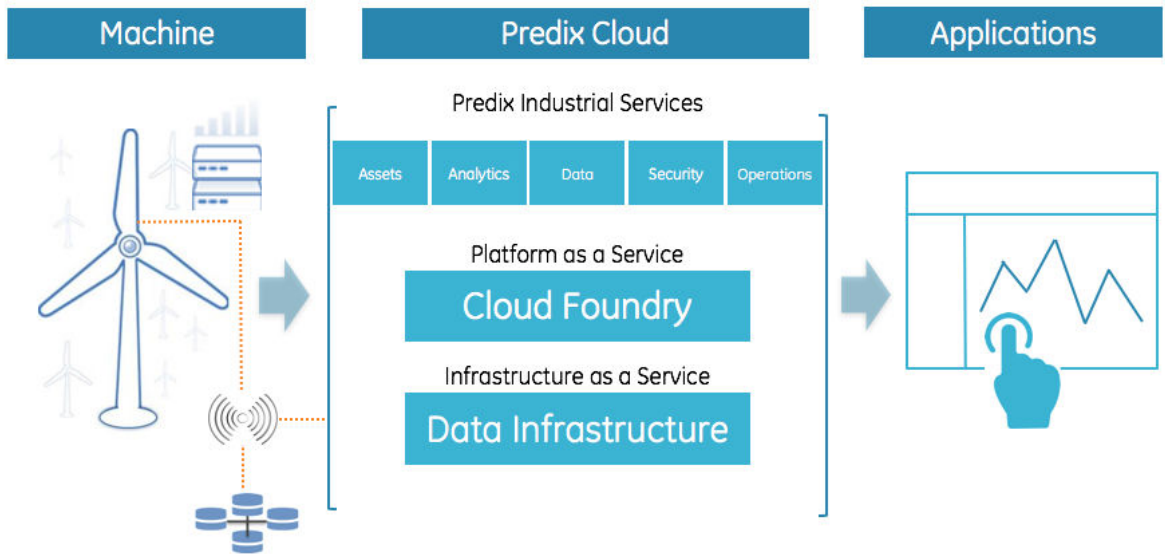 Machine
Predix Cloud
Applications
Predix Industrial Services
Assets
Analytics
Data
Security
Operations
Platform as a Service
Cloud Foundry
Infrastructure as a Service
Data Infrastructure